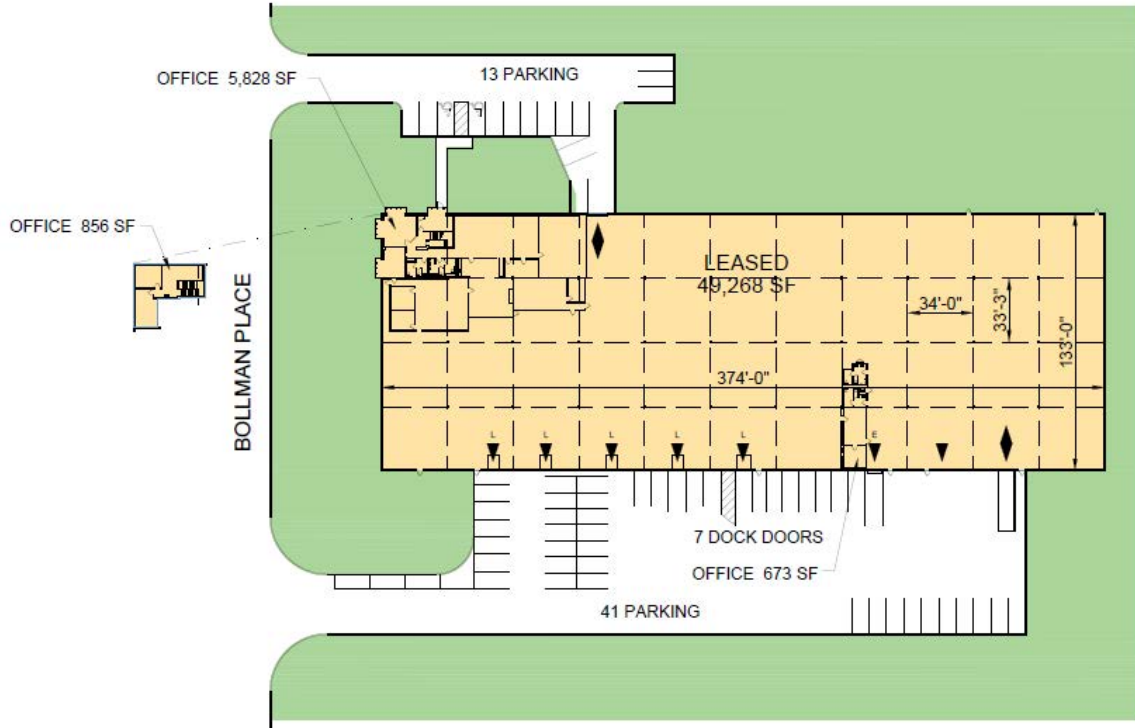 13 PARKING
OFFICE 5,828 SF
OFFICE 856 SF
BOLLMAN PLACE
LEASED
49,268 SF
34'-0"
33'-3"
133'-0"
374'-0"
L
L
L
L
L
E
7 DOCK DOORS
OFFICE 673 SF
41 PARKING